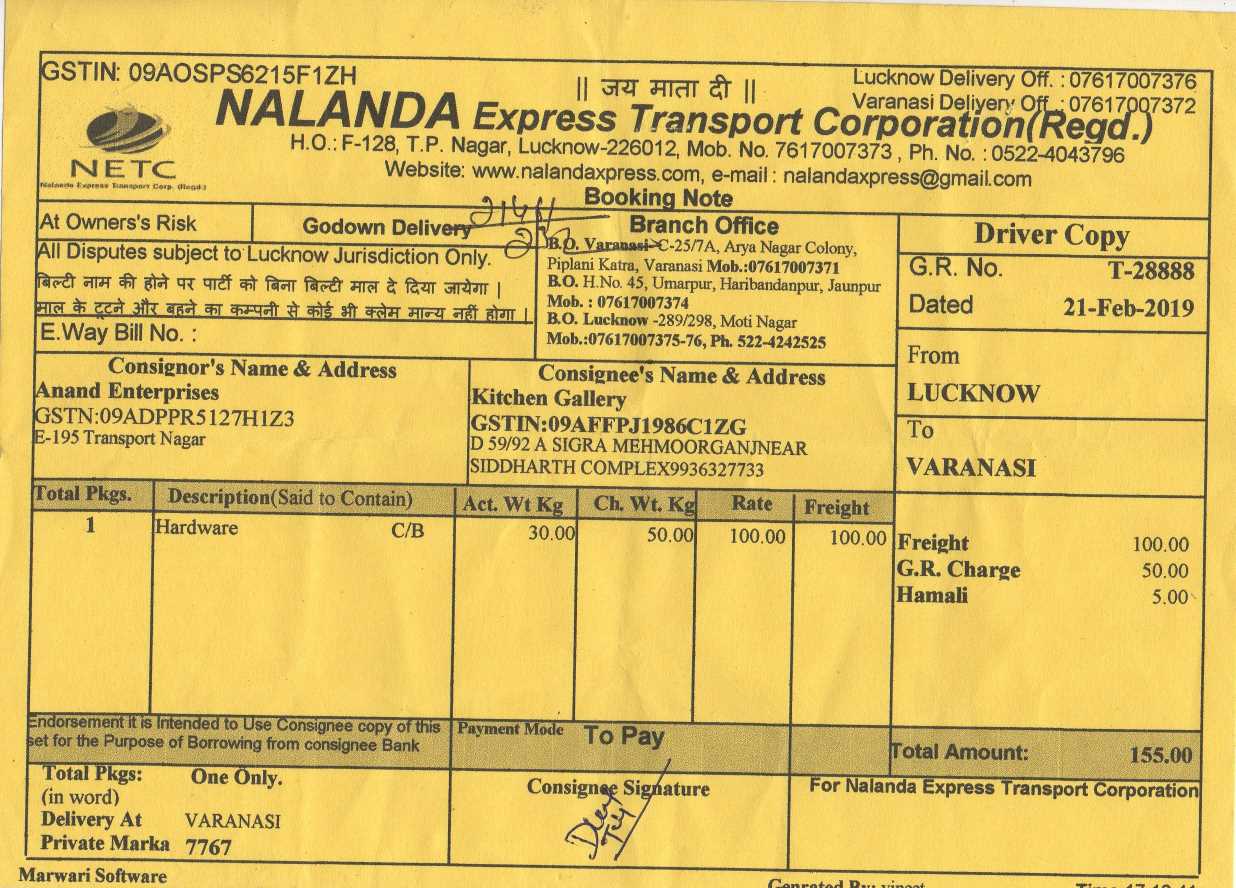 GSTIN: 09AOSPS6215F1ZH
|| जय माता दी ||
Lucknow Delivery Off. : 07617007376
Varanasi Delivery Off. : 07617007372
NALANDA Express Transport Corporation(Regd.)
NETC
Nalanda Express Transport Corp. (Regd.)
H.O.: F-128, T.P. Nagar, Lucknow-226012, Mob. No. 7617007373 , Ph. No. : 0522-4043796
Website: www.nalandaxpress.com, e-mail : nalandaxpress@gmail.com
Booking Note
At Owners's Risk
Godown Delivery
All Disputes subject to Lucknow Jurisdiction Only.
बिल्टी नाम की होने पर पार्टी को बिना बिल्टी माल दे दिया जायेगा |
माल के टूटने और बहने का कम्पनी से कोई भी क्लेम मान्य नहीं होगा |
E.Way Bill No. :
Branch Office
B.O. Varanasi-C-25/7A, Arya Nagar Colony,
Piplani Katra, Varanasi Mob.:07617007371
B.O. H.No. 45, Umarpur, Haribandanpur, Jaunpur
Mob. : 07617007374
B.O. Lucknow -289/298, Moti Nagar
Mob.:07617007375-76, Ph. 522-4242525
Driver Copy
G.R. No. T-28888
Dated 21-Feb-2019
From
LUCKNOW
To
VARANASI
Consignor's Name & Address
Anand Enterprises
GSTN:09ADPPR5127H1Z3
E-195 Transport Nagar
Consignee's Name & Address
Kitchen Gallery
GSTIN:09AFFPJ1986C1ZG
D 59/92 A SIGRA MEHMOORGANJNEAR
SIDDHARTH COMPLEX9936327733
Total Pkgs. Description(Said to Contain) Act. Wt Kg Ch. Wt. Kg Rate Freight
1 Hardware C/B 30.00 50.00 100.00 100.00
Freight 100.00
G.R. Charge 50.00
Hamali 5.00
Endorsement it is Intended to Use Consignee copy of this
set for the Purpose of Borrowing from consignee Bank
Payment Mode To Pay
Total Amount: 155.00
Total Pkgs: One Only.
(in word)
Delivery At VARANASI
Private Marka 7767
Consignee Signature
For Nalanda Express Transport Corporation
Marwari Software
Genrated By: vineet